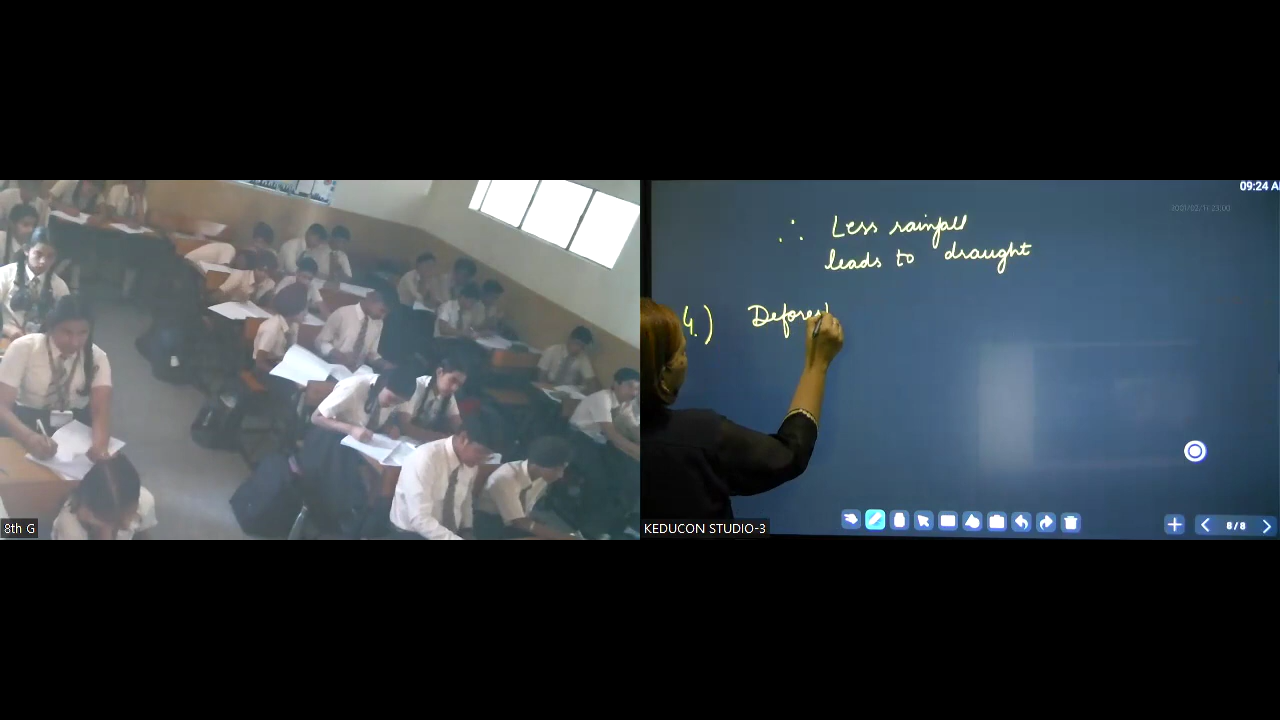 09:24 A
∴ Less rainfall
leads to draught
4.) Defores
8/8
8th G
KEDUCON STUDIO-3